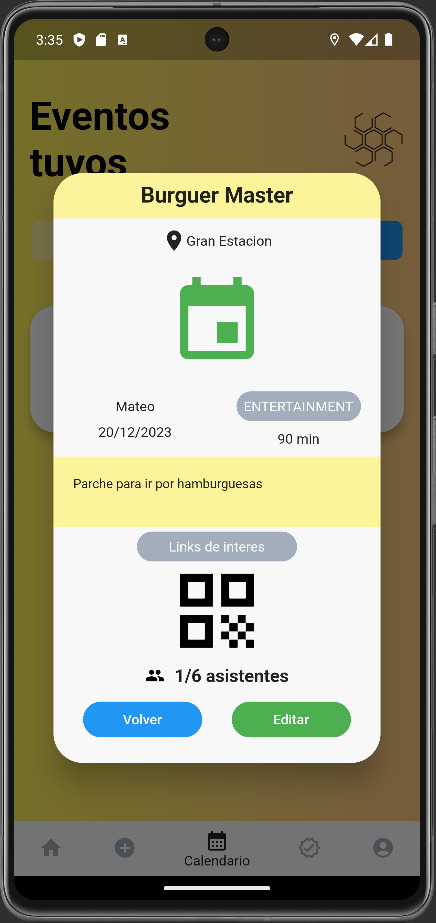 3:35
Eventos
tuyos
Burguer Master
Gran Estacion
Mateo
ENTERTAINMENT
20/12/2023
90 min
Parche para ir por hamburguesas
Links de interes
1/6 asistentes
Volver
Editar
Calendario